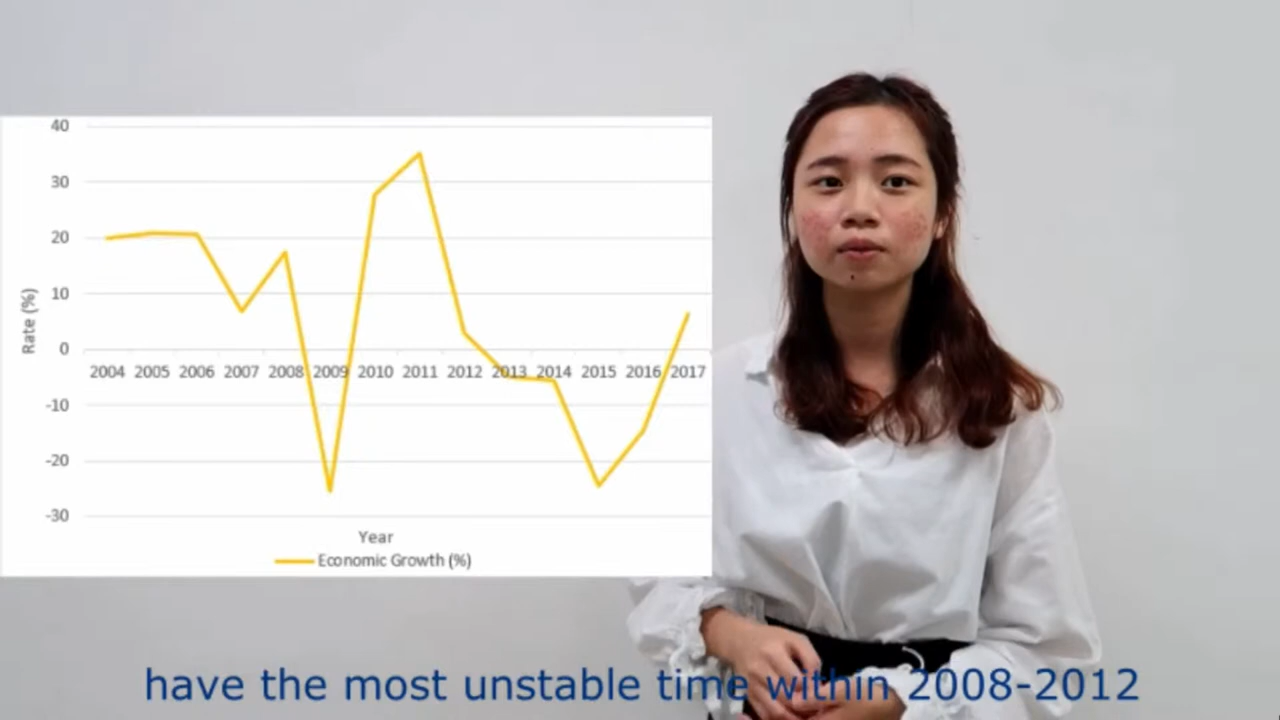 40
30
20
10
0
-10
-20
-30
Rate (%)
2004 2005 2006 2007 2008 2009 2010 2011 2012 2013 2014 2015 2016 2017
Year
Economic Growth (%)
have the most unstable time within 2008-2012